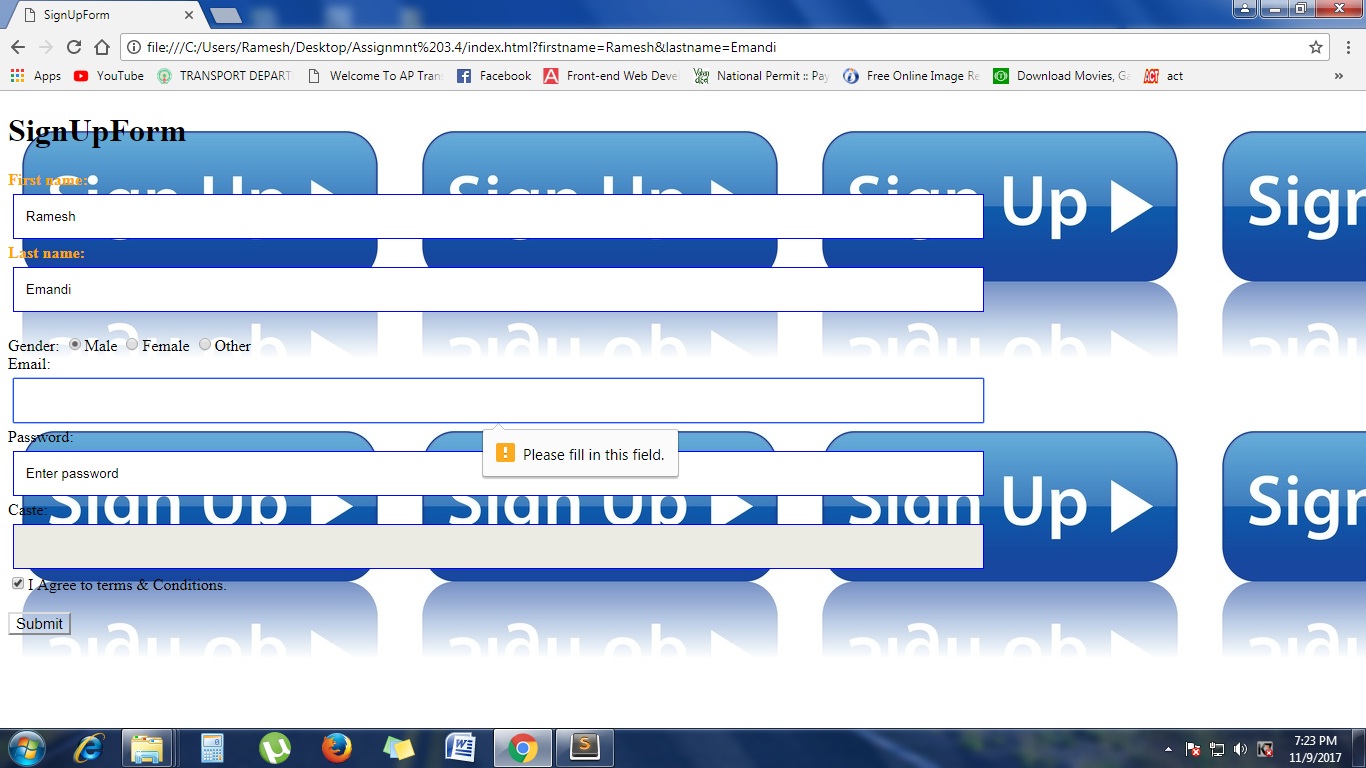 SignUpForm
file:///C:/Users/Ramesh/Desktop/Assignmnt%203.4/index.html?firstname=Ramesh&lastname=Emandi
Apps YouTube TRANSPORT DEPART Welcome To AP Tran Facebook Front-end Web Deve National Permit :: Pay Free Online Image Re Download Movies, Ga act
SignUpForm
First name:
Sign Up Sign Up Sign Up Sign
Ramesh
Last name:
Emandi
Gender: Male Female Other
Email:
Password:
Please fill in this field.
Enter password
Caste:
Sign Up Sign Up Sign Up Sign
I Agree to terms & Conditions.
Submit
7:23 PM
11/9/2017